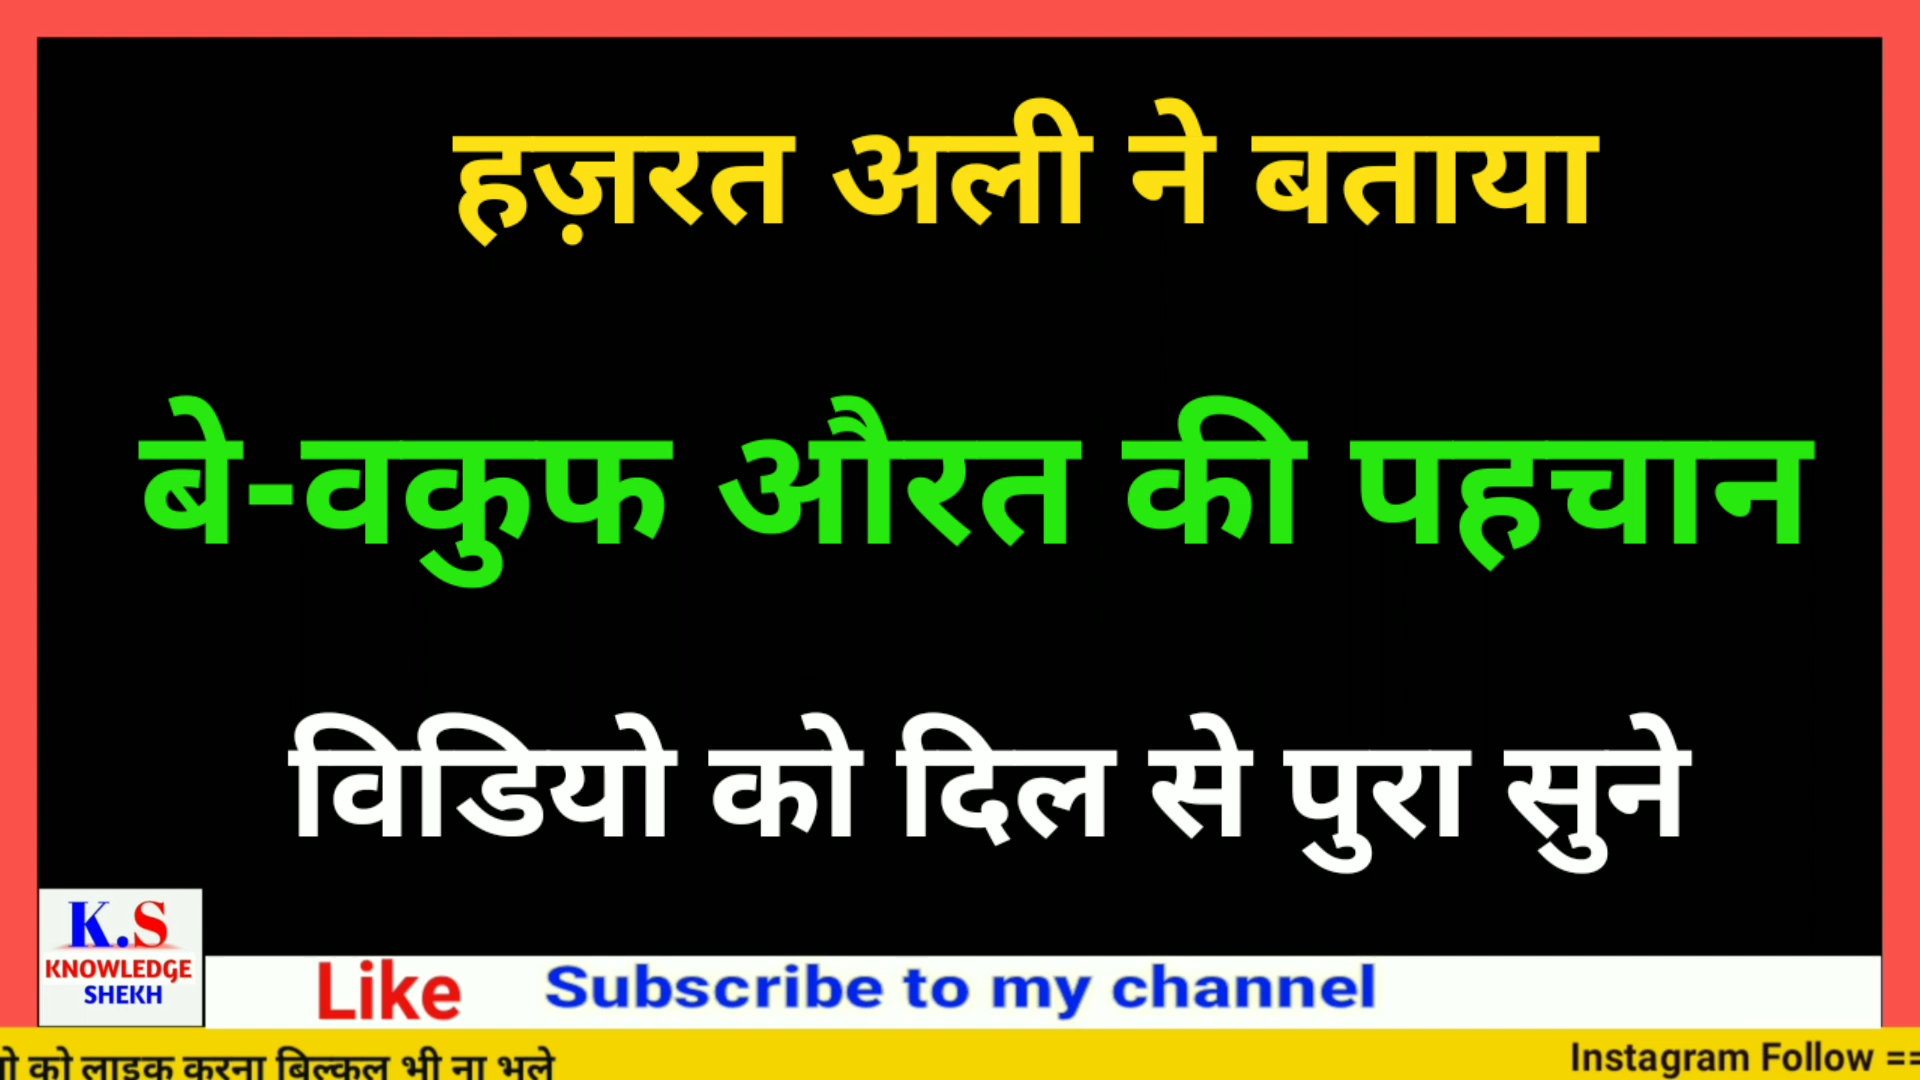 हज़रत अली ने बताया
बे-वकुफ औरत की पहचान
विडियो को दिल से पुरा सुने
K.S
KNOWLEDGE
SHEKH
Like Subscribe to my channel
को लाइक करना बिल्कुल भी ना भूले
Instagram Follow ==